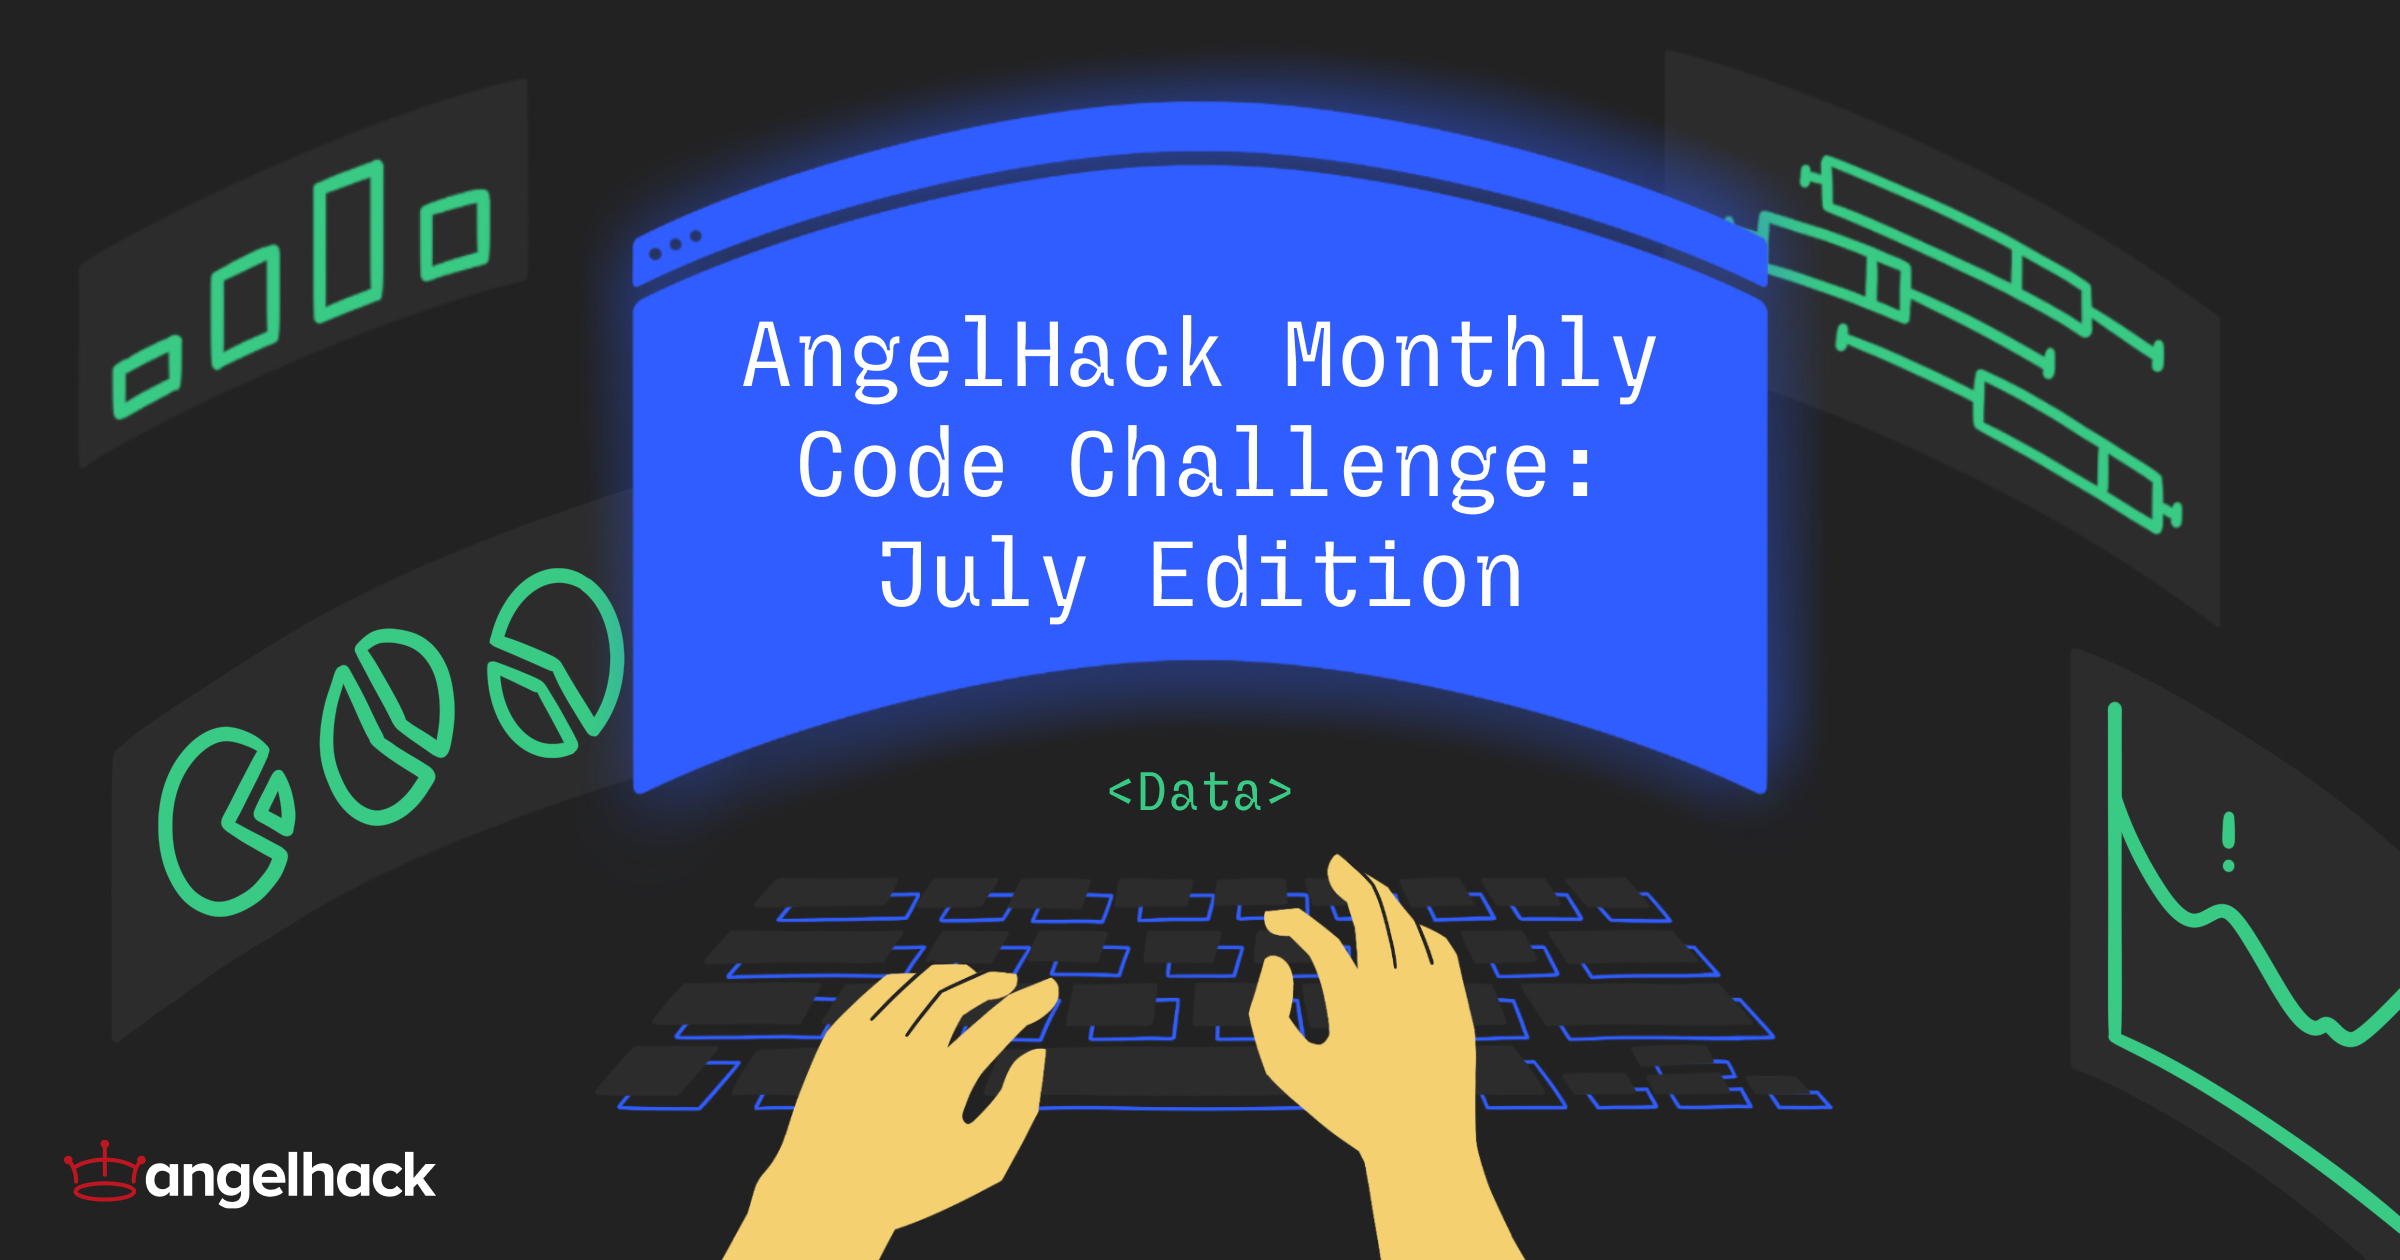 AngelHack Monthly
Code Challenge:
July Edition
<Data>
!
angelhack